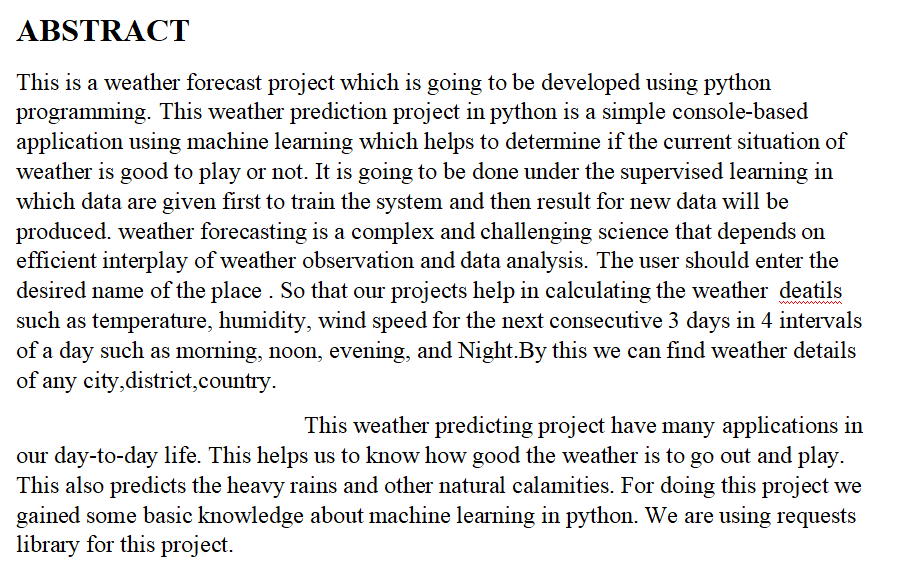 ABSTRACT
This is a weather forecast project which is going to be developed using python
programming. This weather prediction project in python is a simple console-based
application using machine learning which helps to determine if the current situation of
weather is good to play or not. It is going to be done under the supervised learning in
which data are given first to train the system and then result for new data will be
produced. weather forecasting is a complex and challenging science that depends on
efficient interplay of weather observation and data analysis. The user should enter the
desired name of the place . So that our projects help in calculating the weather  deatils
such as temperature, humidity, wind speed for the next consecutive 3 days in 4 intervals
of a day such as morning, noon, evening, and Night.By this we can find weather details
of any city,district,country.
This weather predicting project have many applications in
our day-to-day life. This helps us to know how good the weather is to go out and play.
This also predicts the heavy rains and other natural calamities. For doing this project we
gained some basic knowledge about machine learning in python. We are using requests
library for this project.